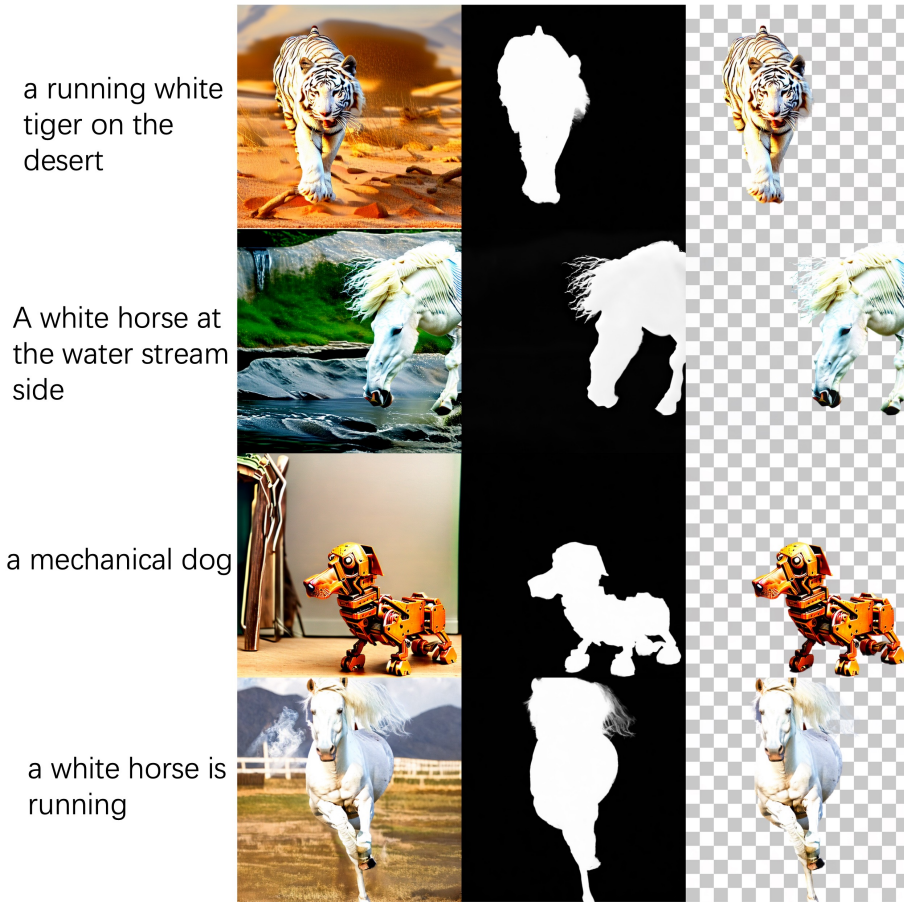 a running white
tiger on the
desert
A white horse at
the water stream
side
a mechanical dog
a white horse is
running